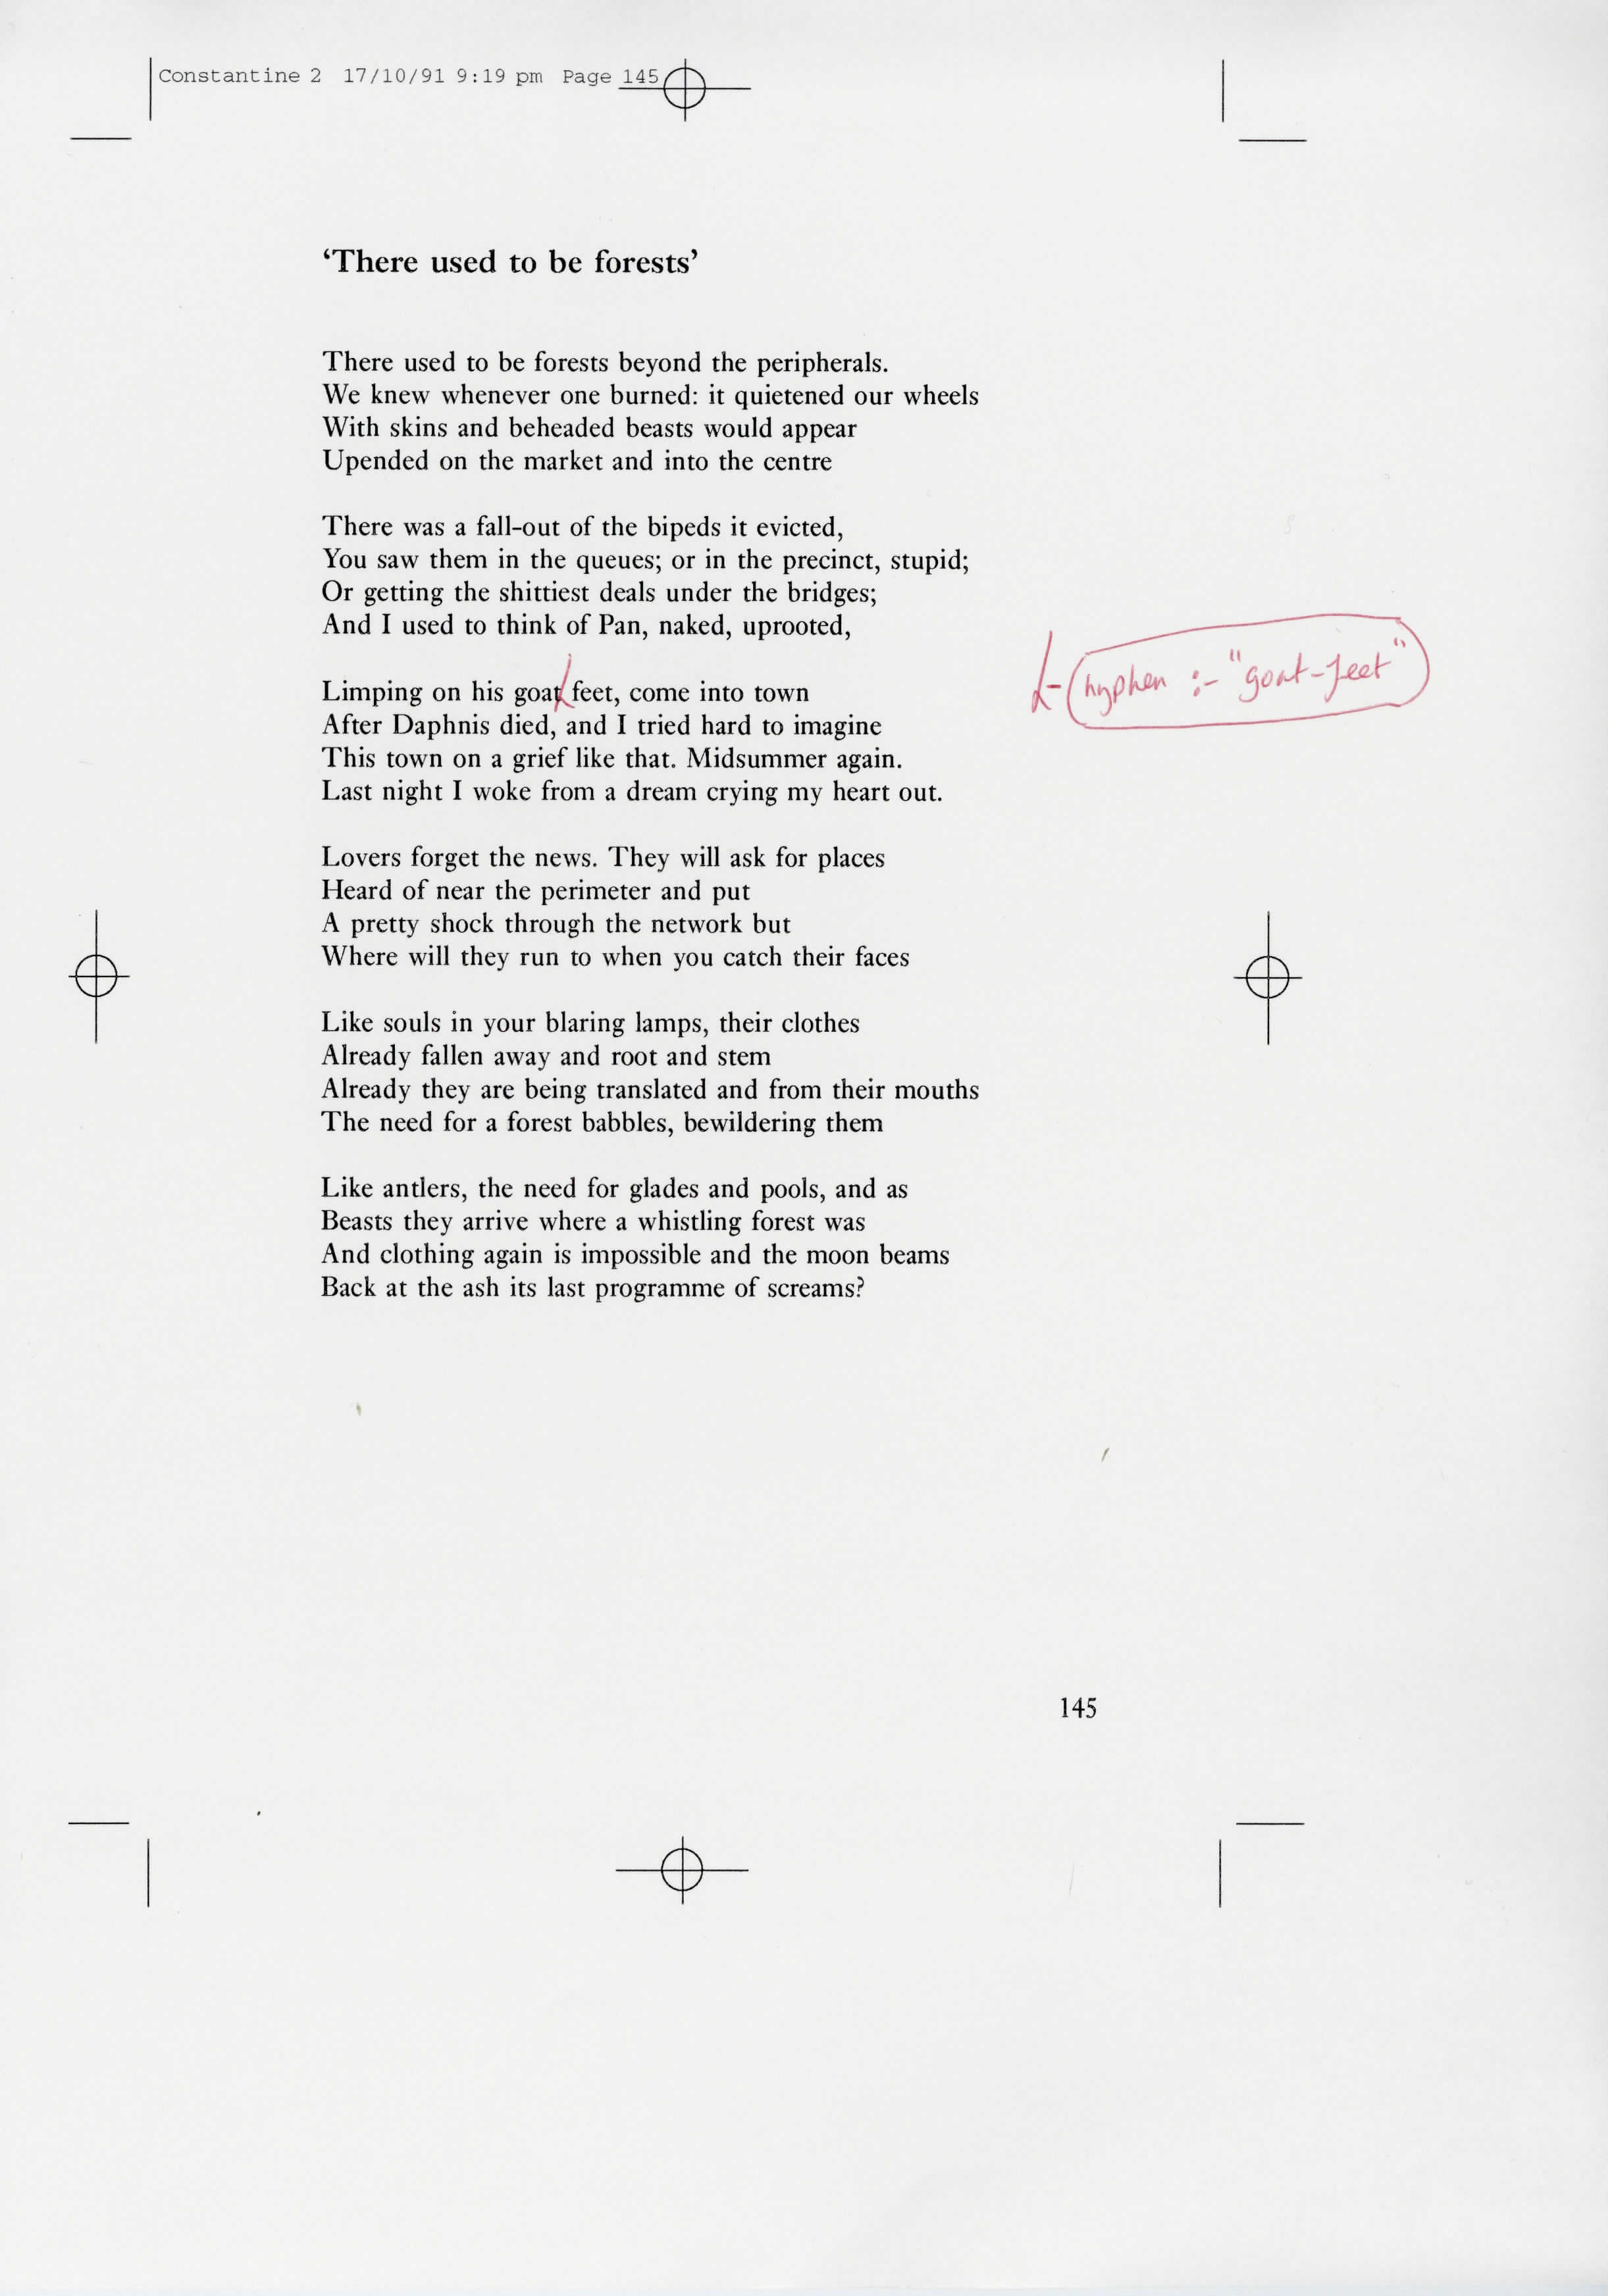 Constantine 2 17/10/91 9:19 pm Page 145
‘There used to be forests’
There used to be forests beyond the peripherals.
We knew whenever one burned: it quietened our wheels
With skins and beheaded beasts would appear
Upended on the market and into the centre
There was a fall-out of the bipeds it evicted,
You saw them in the queues; or in the precinct, stupid;
Or getting the shittiest deals under the bridges;
And I used to think of Pan, naked, uprooted,
Limping on his goat feet, come into town
hyphen :- "goat-feet"
After Daphnis died, and I tried hard to imagine
This town on a grief like that. Midsummer again.
Last night I woke from a dream crying my heart out.
Lovers forget the news. They will ask for places
Heard of near the perimeter and put
A pretty shock through the network but
Where will they run to when you catch their faces
Like souls in your blaring lamps, their clothes
Already fallen away and root and stem
Already they are being translated and from their mouths
The need for a forest babbles, bewildering them
Like antlers, the need for glades and pools, and as
Beasts they arrive where a whistling forest was
And clothing again is impossible and the moon beams
Back at the ash its last programme of screams?
145